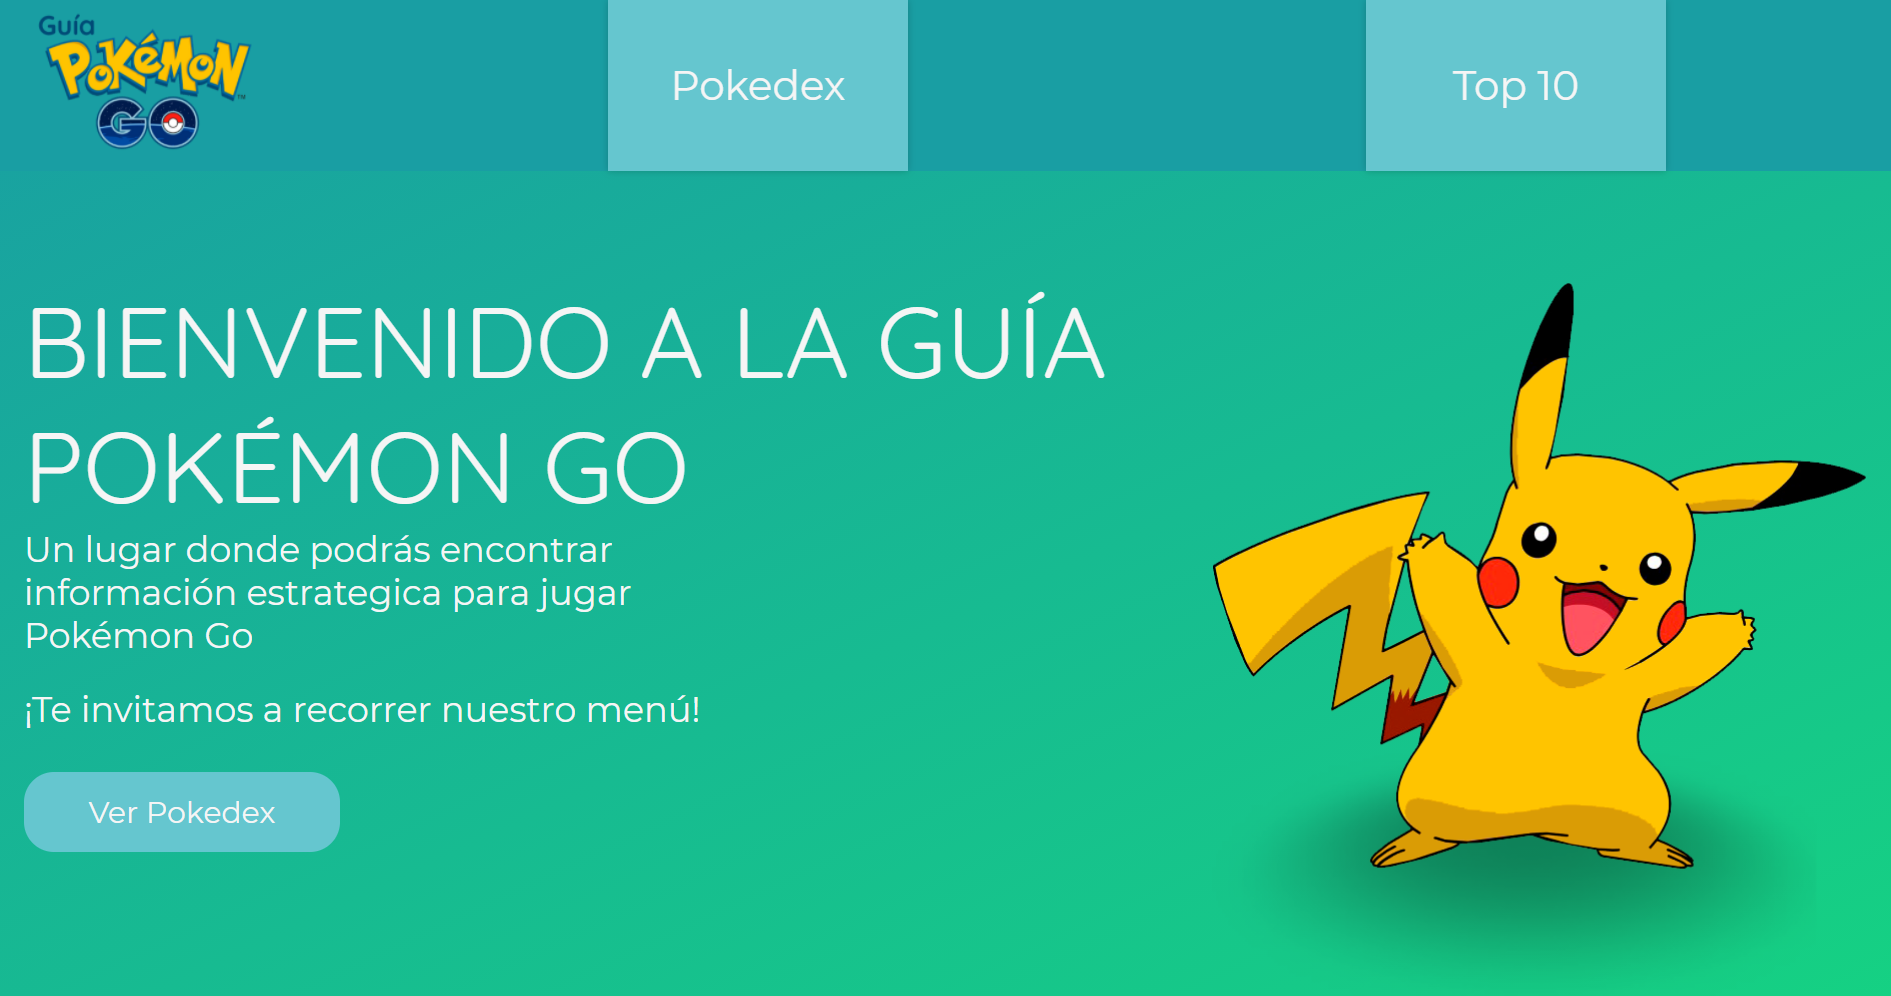 Guía
POKéMON
GO
Pokedex
Top 10
BIENVENIDO A LA GUÍA
POKÉMON GO
Un lugar donde podrás encontrar
información estrategica para jugar
Pokémon Go
¡Te invitamos a recorrer nuestro menú!
Ver Pokedex